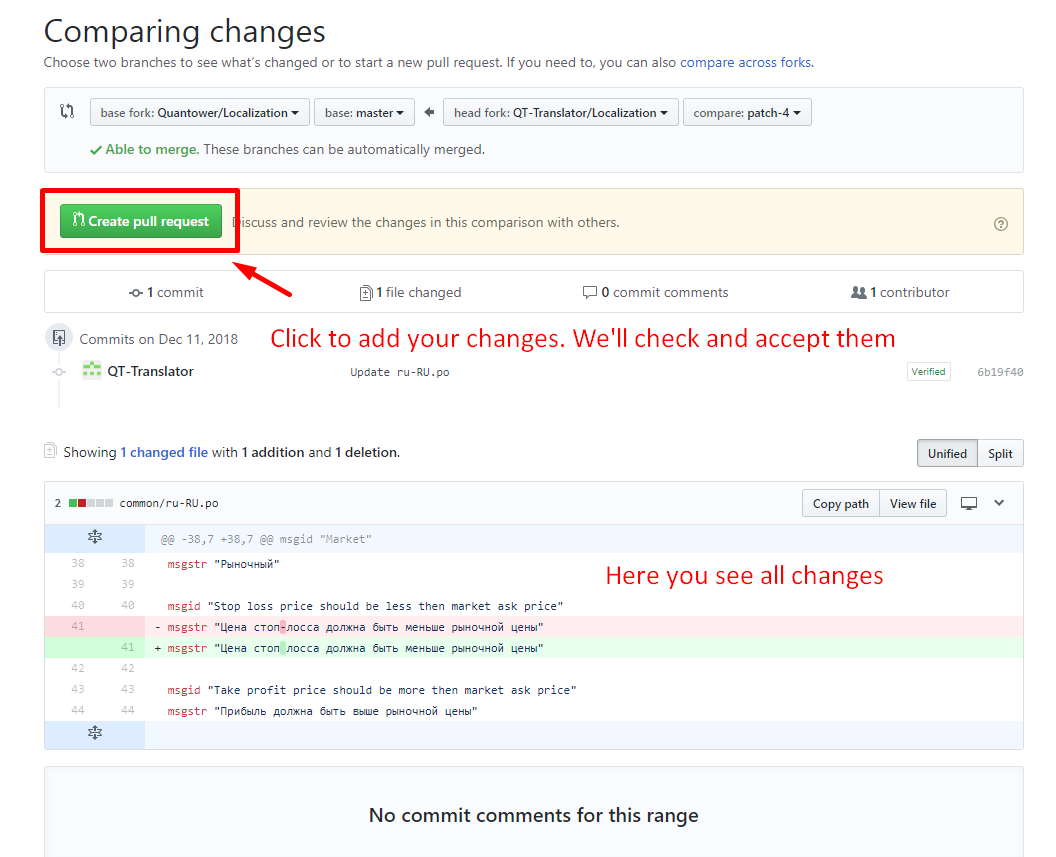 Comparing changes
Choose two branches to see what's changed or to start a new pull request. If you need to, you can also compare across forks.
base fork: Quantower/Localization base: master head fork: QT-Translator/Localization compare: patch-4
Able to merge. These branches can be automatically merged.
Create pull request Discuss and review the changes in this comparison with others.
1 commit 1 file changed 0 commit comments 1 contributor
Commits on Dec 11, 2018 Click to add your changes. We'll check and accept them
QT-Translator Update ru-RU.po Verified 6b19f40
Showing 1 changed file with 1 addition and 1 deletion. Unified Split
2 common/ru-RU.po Copy path View file
@@ -38,7 +38,7 @@ msgid "Market"
38 38 msgstr "Рыночный"
39 39 Here you see all changes
40 40 msgid "Stop loss price should be less then market ask price"
41 - msgstr "Цена стоп-лосса должна быть меньше рыночной цены"
41 + msgstr "Цена стоп лосса должна быть меньше рыночной цены"
42 42
43 43 msgid "Take profit price should be more then market ask price"
44 44 msgstr "Прибыль должна быть выше рыночной цены"
No commit comments for this range